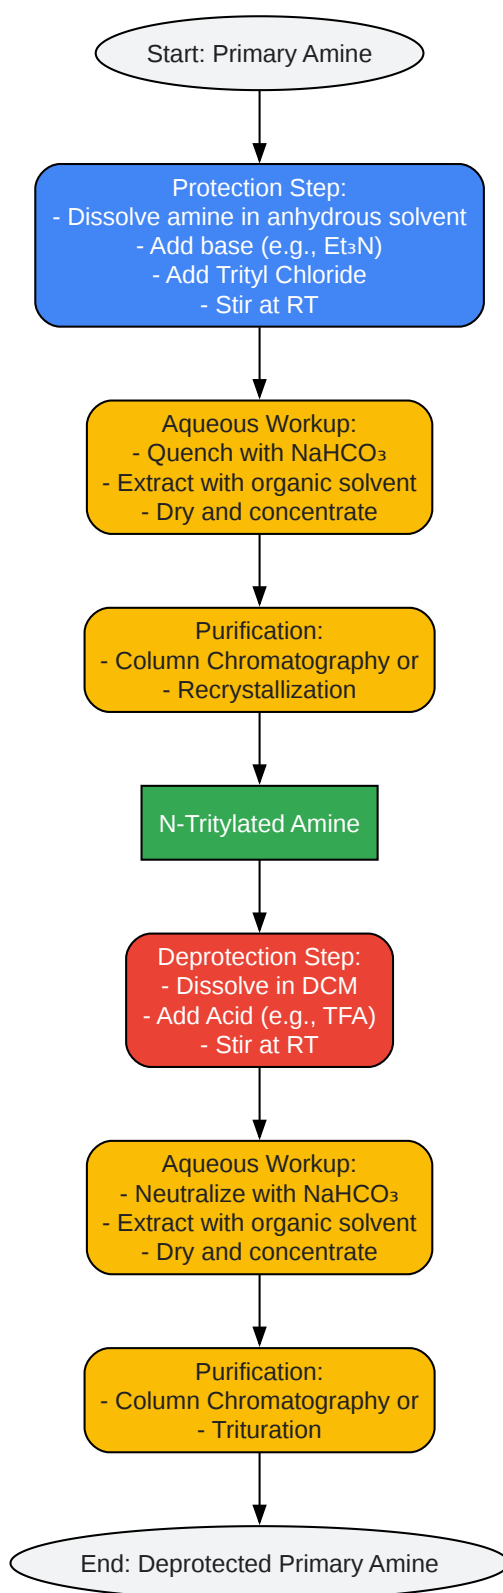 Start: Primary Amine
Protection Step:
- Dissolve amine in anhydrous solvent
- Add base (e.g., Et₃N)
- Add Trityl Chloride
- Stir at RT
Aqueous Workup:
- Quench with NaHCO₃
- Extract with organic solvent
- Dry and concentrate
Purification:
- Column Chromatography or
- Recrystallization
N-Tritylated Amine
Deprotection Step:
- Dissolve in DCM
- Add Acid (e.g., TFA)
- Stir at RT
Aqueous Workup:
- Neutralize with NaHCO₃
- Extract with organic solvent
- Dry and concentrate
Purification:
- Column Chromatography or
- Trituration
End: Deprotected Primary Amine